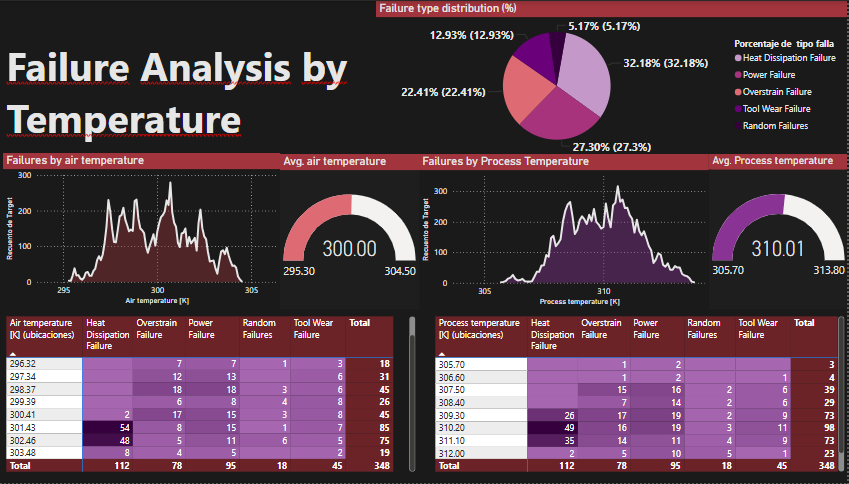 Failure type distribution (%)
Failure Analysis by
Temperature
5.17% (5.17%)
12.93% (12.93%)
32.18% (32.18%)
22.41% (22.41%)
27.30% (27.3%)
Porcentaje de tipo falla
Heat Dissipation Failure
Power Failure
Overstrain Failure
Tool Wear Failure
Random Failures
Failures by air temperature
Avg. air temperature
Failures by Process Temperature
Avg. Process temperature
Recuento de Target
300
200
100
0
295
300
305
Air temperature [K]
300.00
295.30
304.50
Recuento de Target
300
200
100
0
305
310
Process temperature [K]
310.01
305.70
313.80
Air temperature [K] (ubicaciones) Heat Dissipation Failure Overstrain Failure Power Failure Random Failures Tool Wear Failure Total
296.32 7 7 1 3 18
297.34 12 13 6 31
298.37 18 18 3 6 45
299.39 6 8 4 8 26
300.41 2 17 15 3 8 45
301.43 54 8 15 1 7 85
302.46 48 5 11 6 5 75
303.48 8 4 5 2 19
Total 112 78 95 18 45 348
Process temperature [K] (ubicaciones) Heat Dissipation Failure Overstrain Failure Power Failure Random Failures Tool Wear Failure Total
305.70 1 2 3
306.60 1 2 1 4
307.50 15 16 2 6 39
308.40 7 14 2 6 29
309.30 26 17 19 2 9 73
310.20 49 16 19 3 11 98
311.10 35 14 11 4 9 73
312.00 2 5 10 5 1 23
Total 112 78 95 18 45 348